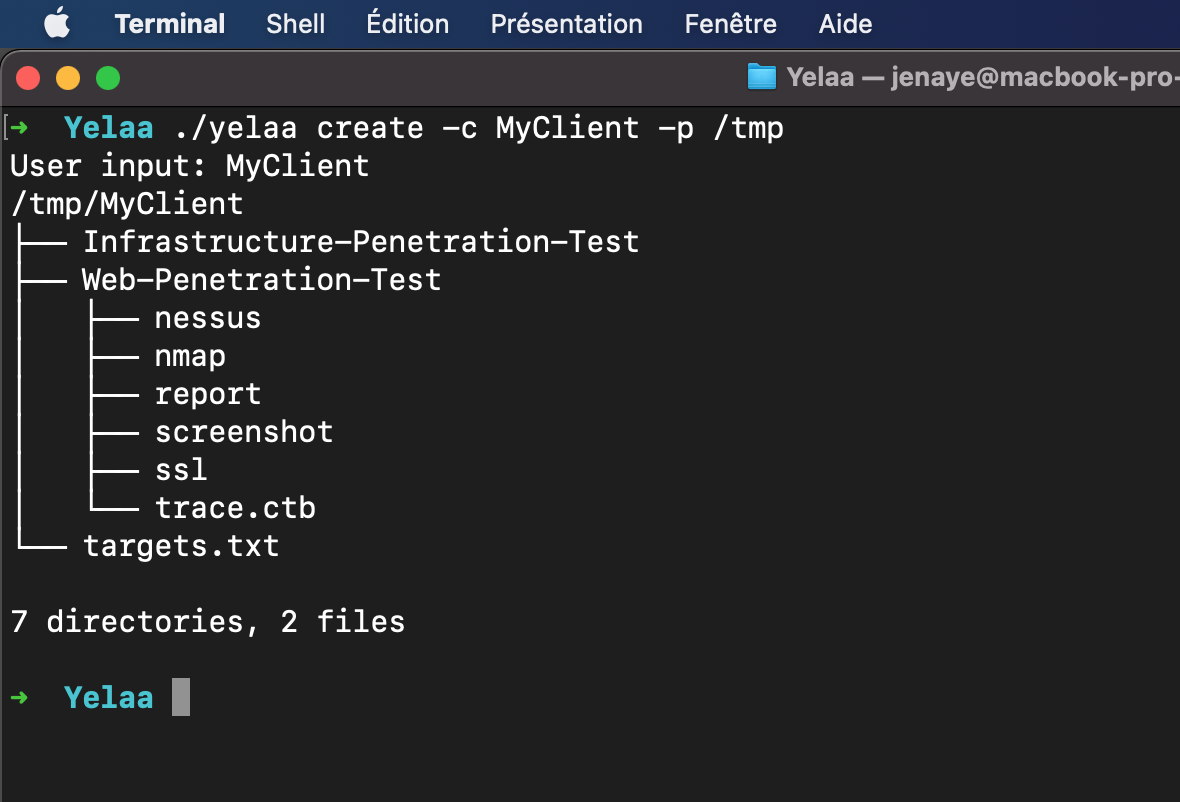 Terminal Shell Édition Présentation Fenêtre Aide
Yelaa — jenaye@macbook-pro-
[➜ Yelaa ./yelaa create -c MyClient -p /tmp
User input: MyClient
/tmp/MyClient
├── Infrastructure-Penetration-Test
├── Web-Penetration-Test
│   ├── nessus
│   ├── nmap
│   ├── report
│   ├── screenshot
│   ├── ssl
│   └── trace.ctb
└── targets.txt
7 directories, 2 files
➜ Yelaa